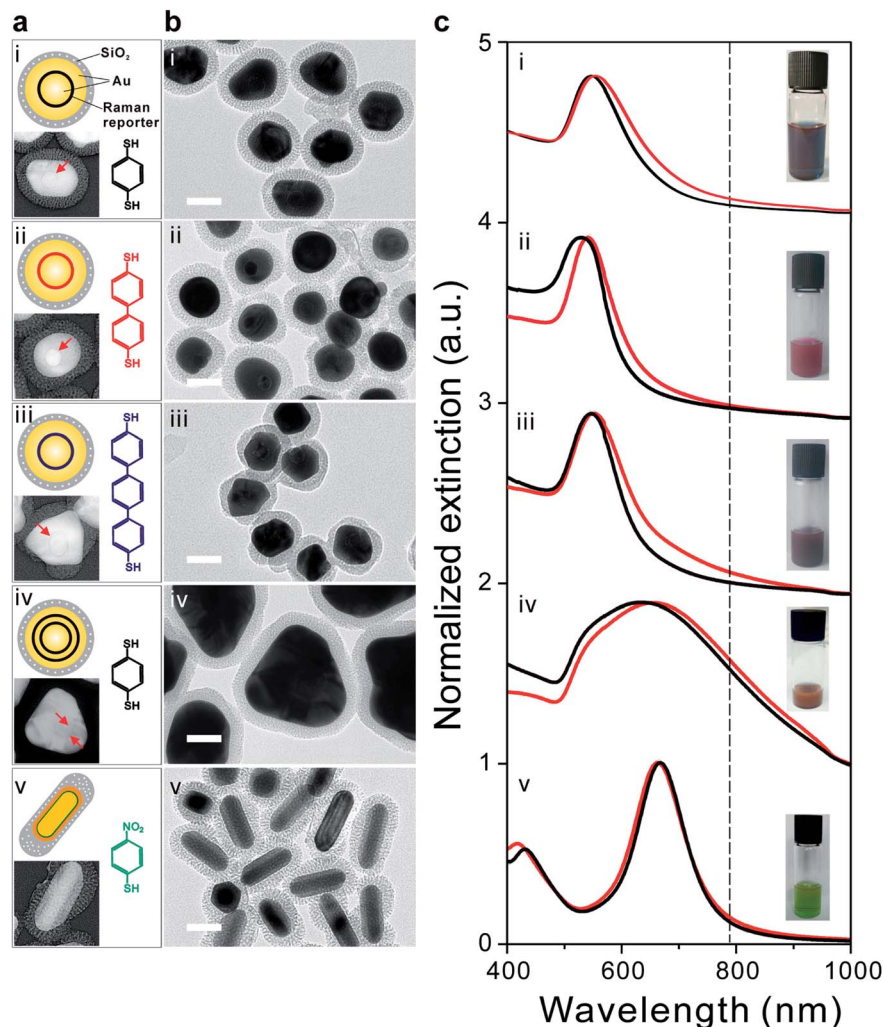 a
b
c
i
SiO2
Au
Raman
reporter
SH
SH
ii
SH
SH
iii
SH
SH
iv
SH
SH
v
NO2
SH
i
ii
iii
iv
v
Normalized extinction (a.u.)
5
4
3
2
1
0
i
ii
iii
iv
v
400
600
800
1000
Wavelength (nm)